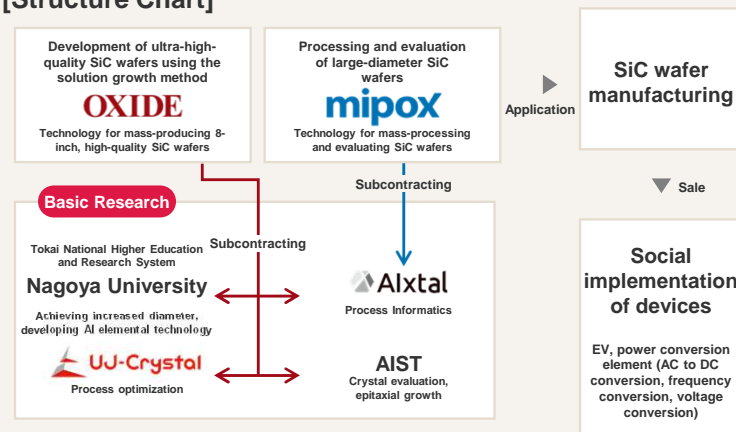 [Structure Chart]
Development of ultra-high-
quality SiC wafers using the
solution growth method
OXIDE
Technology for mass-producing 8-
inch, high-quality SiC wafers
Processing and evaluation
of large-diameter SiC
wafers
mipox
Technology for mass-processing
and evaluating SiC wafers
Application
SiC wafer
manufacturing
Subcontracting
Sale
Basic Research
Subcontracting
Tokai National Higher Education
and Research System
Nagoya University
Achieving increased diameter,
developing AI elemental technology
UJ-Crystal
Process optimization
AIxtal
Process Informatics
AIST
Crystal evaluation,
epitaxial growth
Social
implementation
of devices
EV, power conversion
element (AC to DC
conversion, frequency
conversion, voltage
conversion)